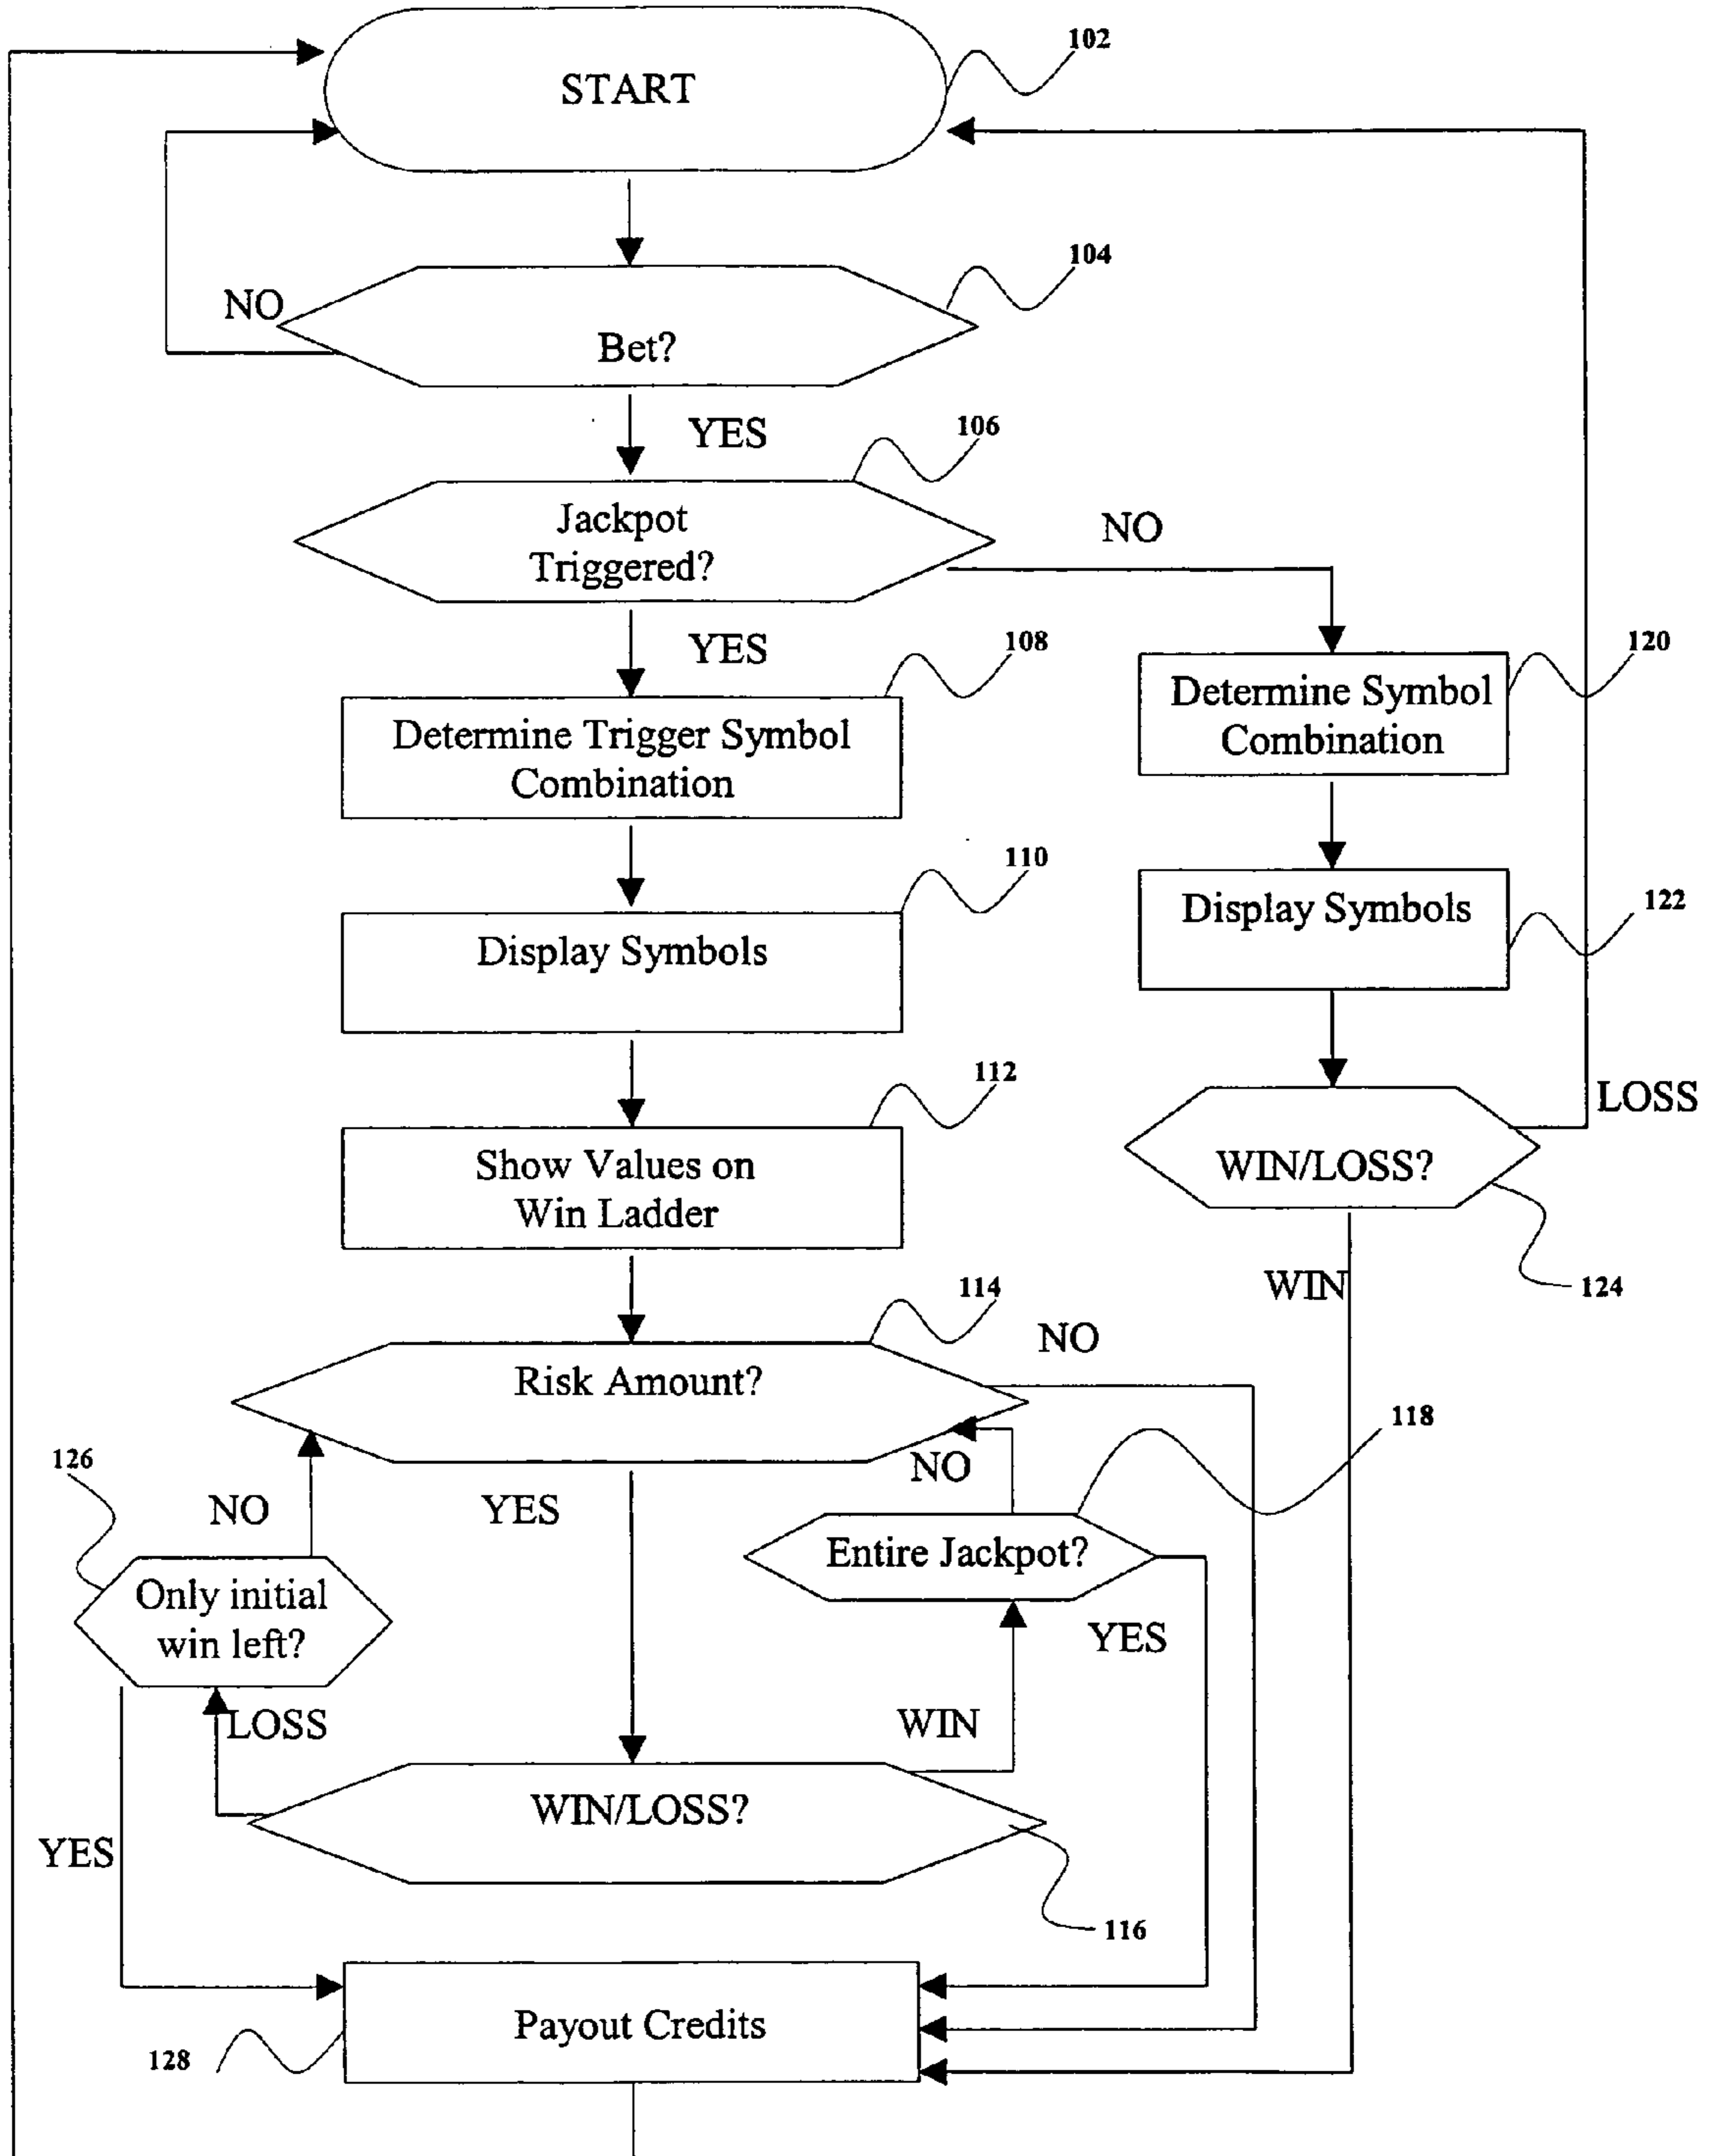 102
START
104
NO
Bet?
YES
106
Jackpot
Triggered?
NO
YES
108
120
Determine Trigger Symbol
Combination
Determine Symbol
Combination
110
Display Symbols
122
Display Symbols
112
LOSS
Show Values on
Win Ladder
WIN/LOSS?
124
WIN
114
NO
Risk Amount?
118
126
NO
NO
YES
Entire Jackpot?
Only initial
win left?
YES
LOSS
WIN
WIN/LOSS?
YES
116
Payout Credits
128